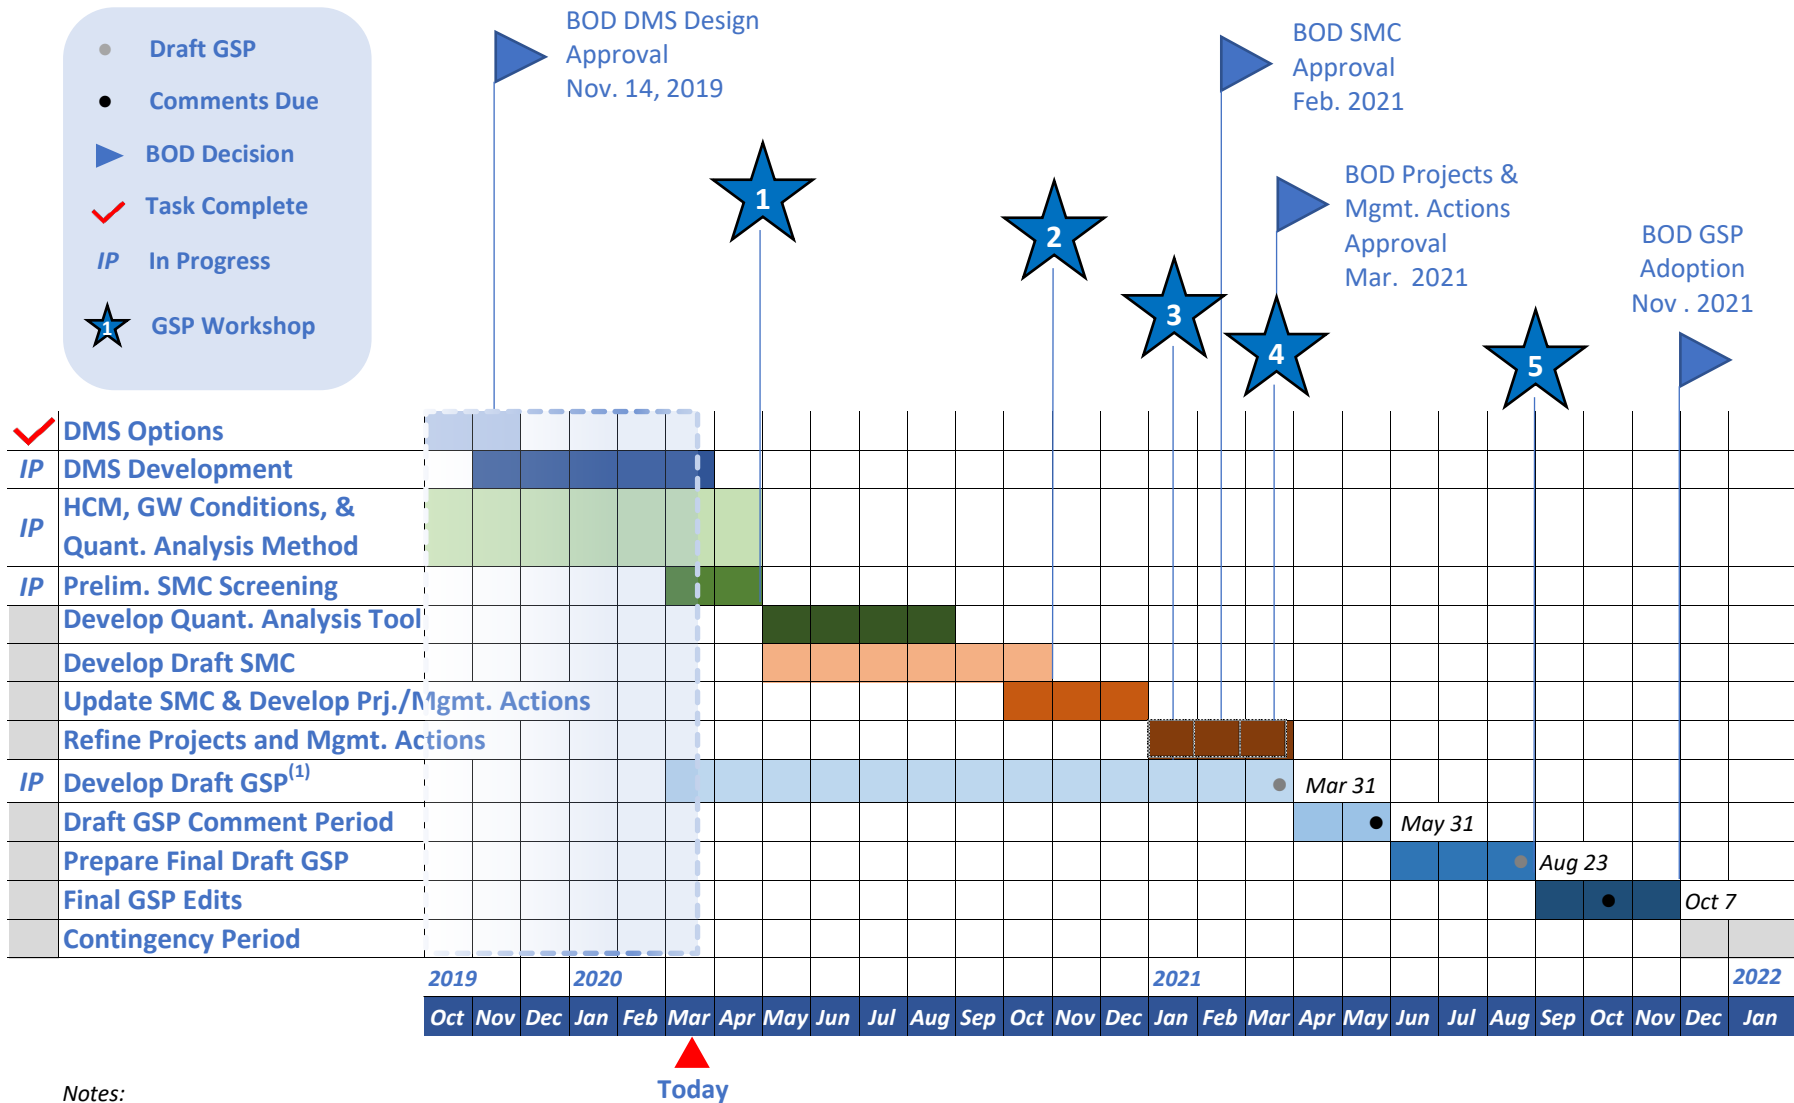 Draft GSP
Comments Due
BOD Decision
Task Complete
IP In Progress
1 GSP Workshop
BOD DMS Design
Approval
Nov. 14, 2019
BOD SMC
Approval
Feb. 2021
BOD Projects &
Mgmt. Actions
Approval
Mar. 2021
BOD GSP
Adoption
Nov . 2021
1
2
3
4
5
DMS Options
IP DMS Development
IP HCM, GW Conditions, &
Quant. Analysis Method
IP Prelim. SMC Screening
Develop Quant. Analysis Tool
Develop Draft SMC
Update SMC & Develop Prj./Mgmt. Actions
Refine Projects and Mgmt. Actions
IP Develop Draft GSP(1) Mar 31
Draft GSP Comment Period May 31
Prepare Final Draft GSP Aug 23
Final GSP Edits Oct 7
Contingency Period
2019 2020 2021 2022
Oct Nov Dec Jan Feb Mar Apr May Jun Jul Aug Sep Oct Nov Dec Jan Feb Mar Apr May Jun Jul Aug Sep Oct Nov Dec Jan
Today
Notes: